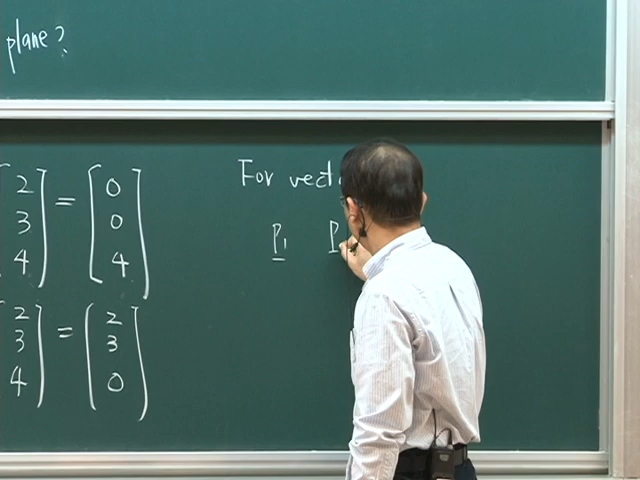 plane?
2 = 0
3 0
4 4
2 = 2
3 3
4 0
For vect
P1 P